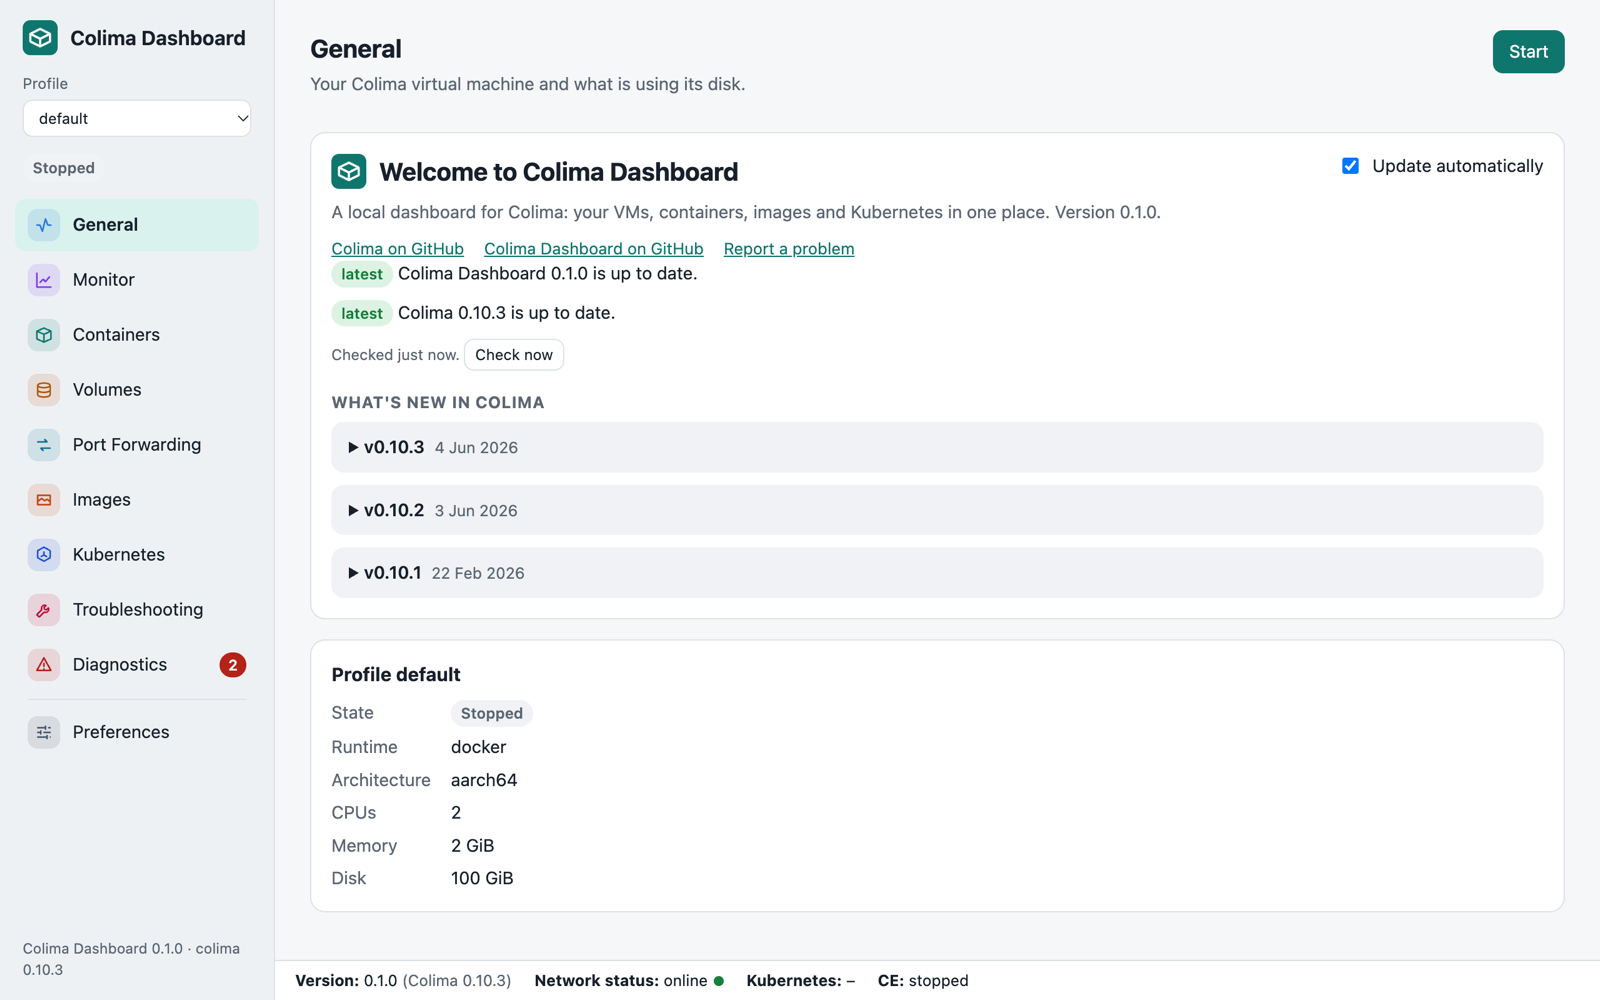 Colima Dashboard
Profile
default
Stopped
General
Monitor
Containers
Volumes
Port Forwarding
Images
Kubernetes
Troubleshooting
Diagnostics 2
Preferences
Colima Dashboard 0.1.0 · colima
0.10.3
General
Start
Your Colima virtual machine and what is using its disk.
Welcome to Colima Dashboard
Update automatically
A local dashboard for Colima: your VMs, containers, images and Kubernetes in one place. Version 0.1.0.
Colima on GitHub Colima Dashboard on GitHub Report a problem
latest Colima Dashboard 0.1.0 is up to date.
latest Colima 0.10.3 is up to date.
Checked just now. Check now
WHAT'S NEW IN COLIMA
v0.10.3 4 Jun 2026
v0.10.2 3 Jun 2026
v0.10.1 22 Feb 2026
Profile default
State Stopped
Runtime docker
Architecture aarch64
CPUs 2
Memory 2 GiB
Disk 100 GiB
Version: 0.1.0 (Colima 0.10.3) Network status: online Kubernetes: – CE: stopped